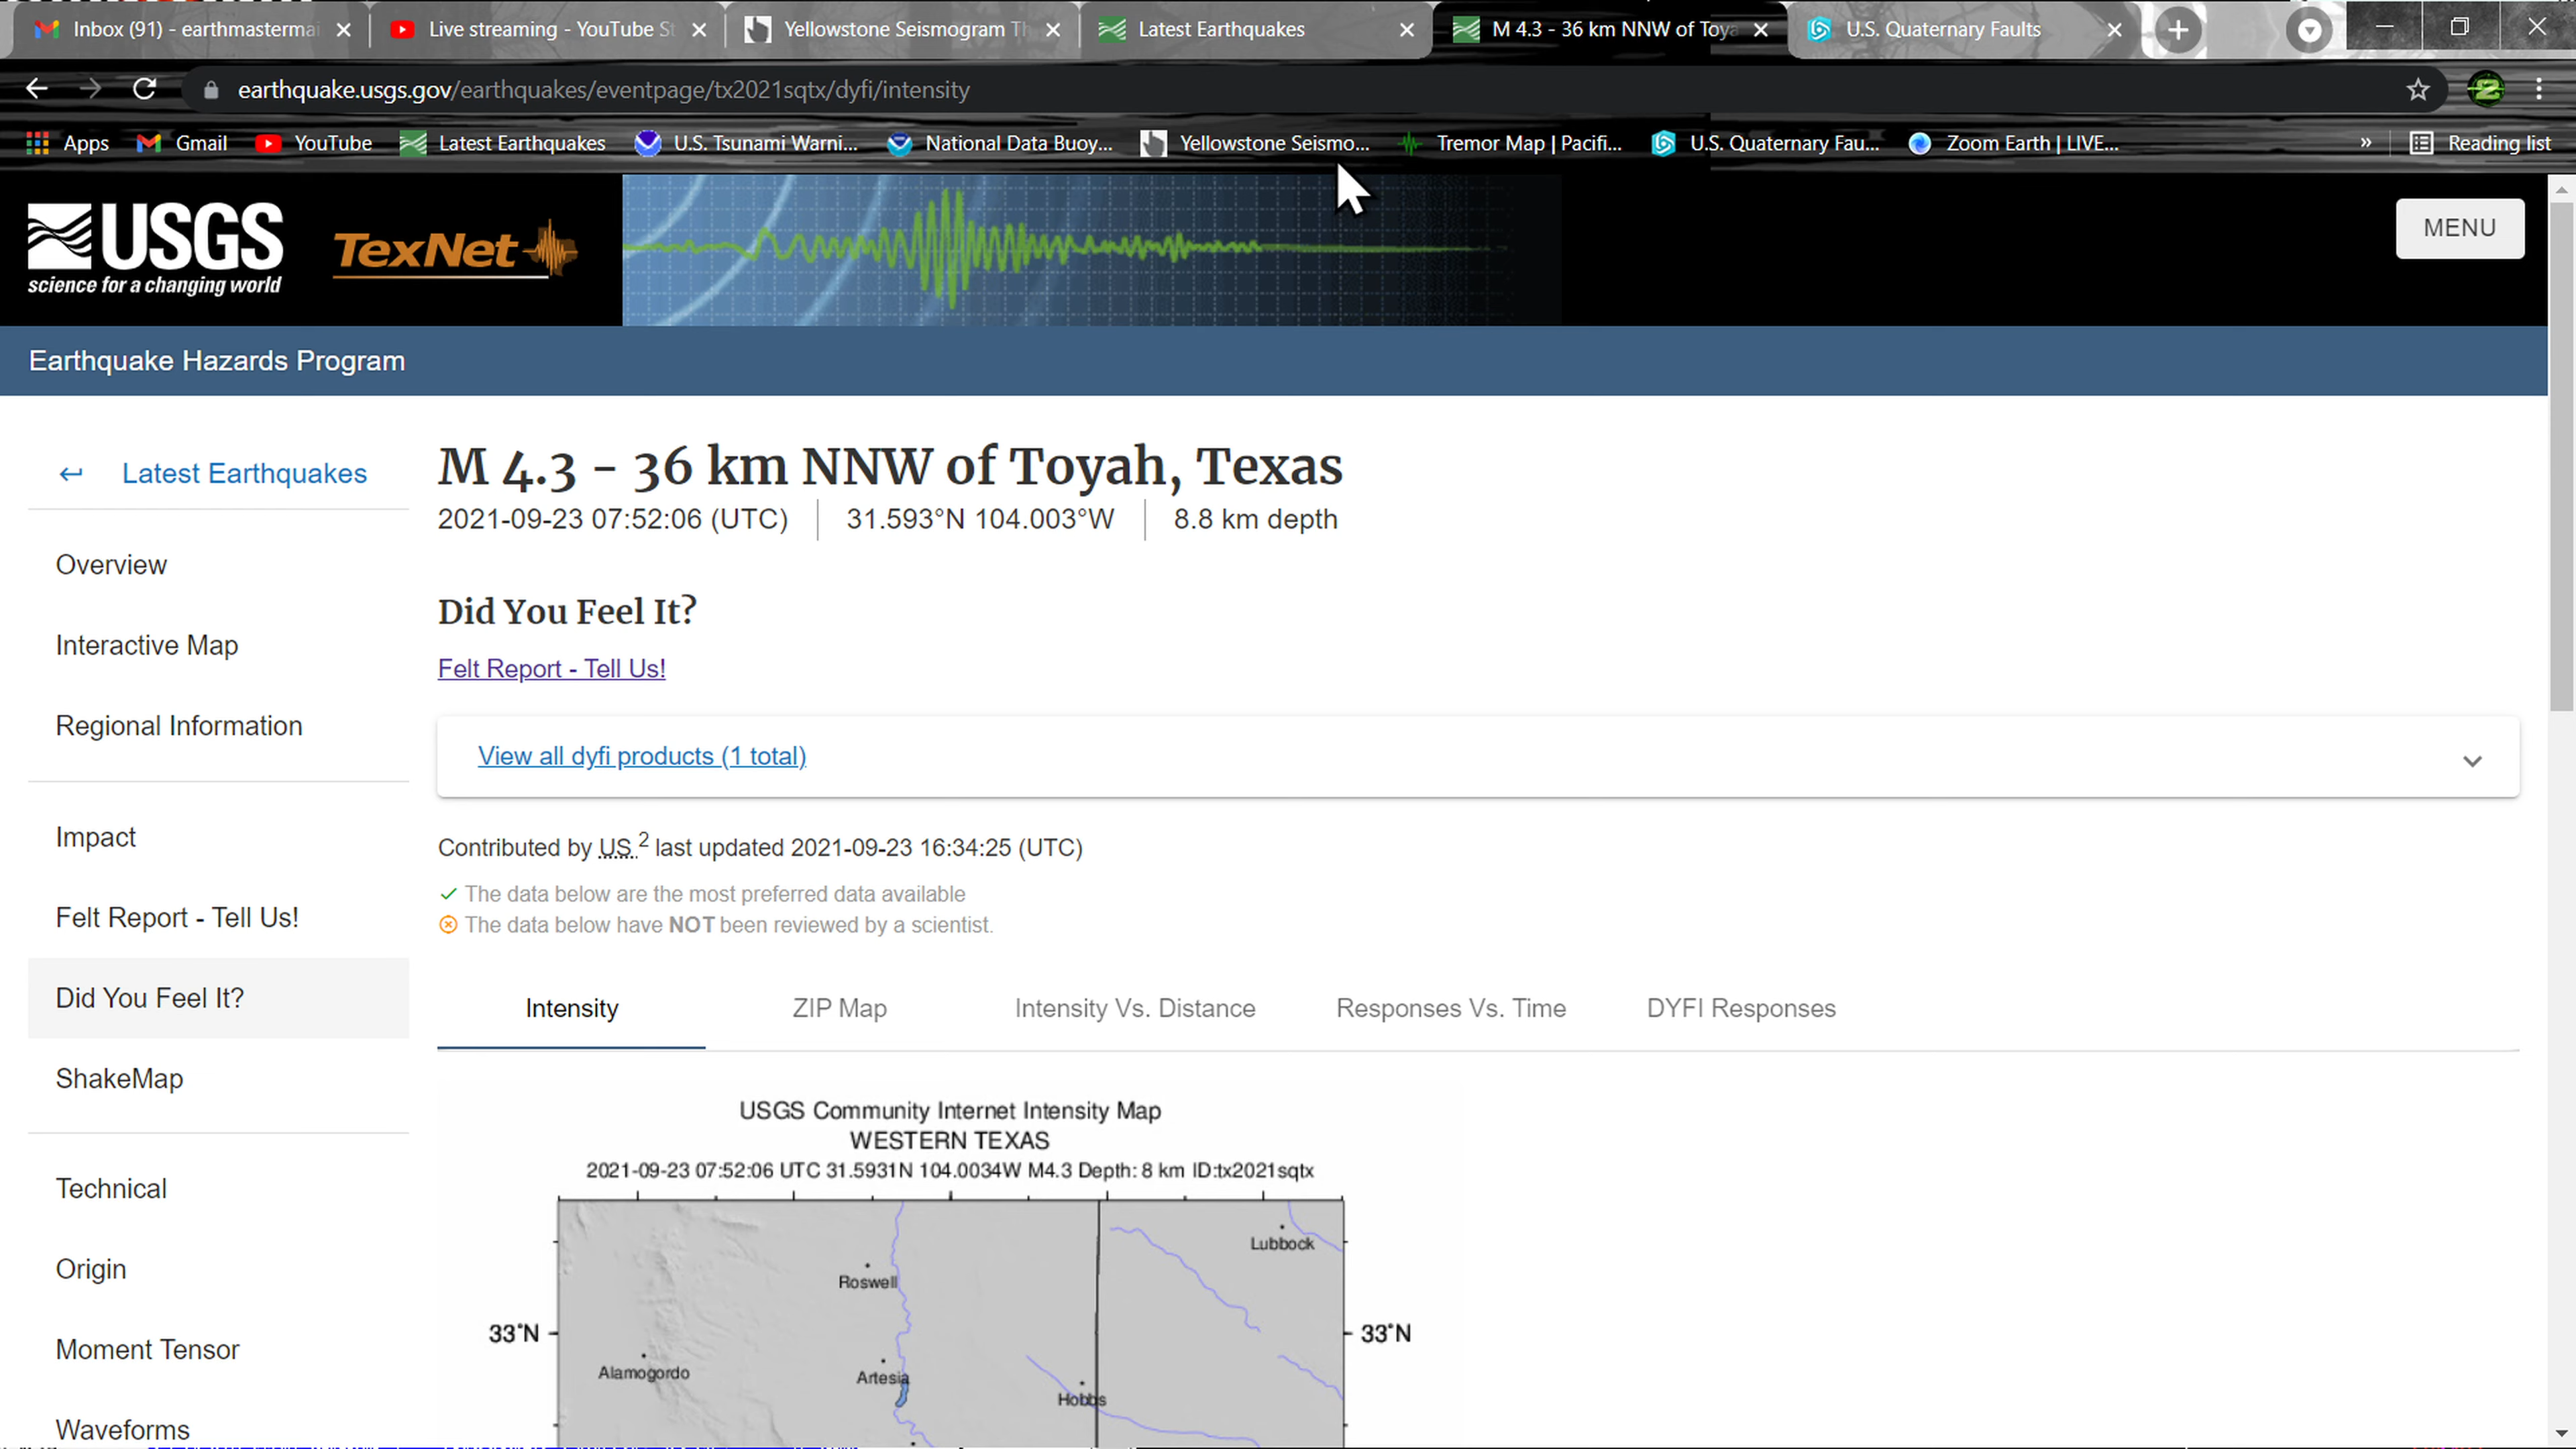 Inbox (91) - earthmasterma
Live streaming - YouTube St
Yellowstone Seismogram Th
Latest Earthquakes
M 4.3 - 36 km NNW of Toya
U.S. Quaternary Faults
earthquake.usgs.gov/earthquakes/eventpage/tx2021sqtx/dyfi/intensity
Apps Gmail YouTube Latest Earthquakes U.S. Tsunami Warni... National Data Buoy... Yellowstone Seismo... Tremor Map | Pacifi... U.S. Quaternary Fau... Zoom Earth | LIVE... » Reading list
USGS
science for a changing world
TexNet
MENU
Earthquake Hazards Program
Latest Earthquakes
Overview
Interactive Map
Regional Information
Impact
Felt Report - Tell Us!
Did You Feel It?
ShakeMap
Technical
Origin
Moment Tensor
Waveforms
M 4.3 - 36 km NNW of Toyah, Texas
2021-09-23 07:52:06 (UTC) 31.593°N 104.003°W 8.8 km depth
Did You Feel It?
Felt Report - Tell Us!
View all dyfi products (1 total)
Contributed by US 2 last updated 2021-09-23 16:34:25 (UTC)
The data below are the most preferred data available
The data below have NOT been reviewed by a scientist.
Intensity ZIP Map Intensity Vs. Distance Responses Vs. Time DYFI Responses
USGS Community Internet Intensity Map
WESTERN TEXAS
2021-09-23 07:52:06 UTC 31.5931N 104.0034W M4.3 Depth: 8 km ID:tx2021sqtx
Lubbock
Roswell
33°N 33°N
Alamogordo
Artesia
Hobbs